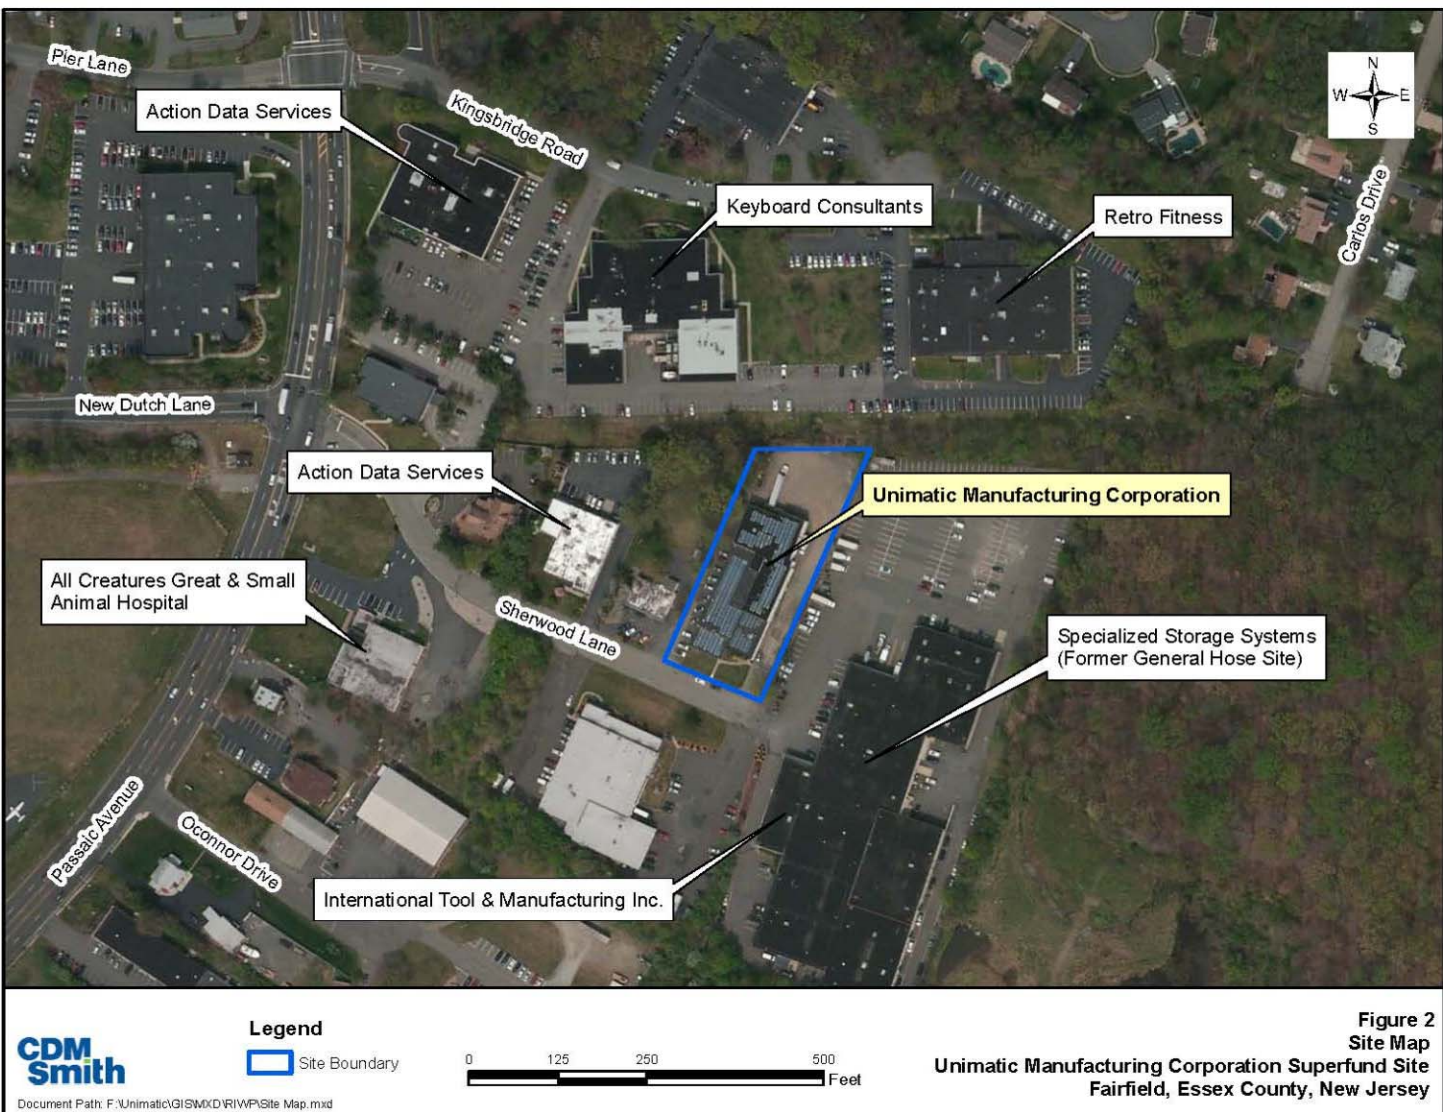 Pier Lane
Action Data Services
Kingsbridge Road
N
W E
S
Keyboard Consultants
Retro Fitness
Carlos Drive
New Dutch Lane
Action Data Services
Unimatic Manufacturing Corporation
All Creatures Great & Small
Animal Hospital
Sherwood Lane
Specialized Storage Systems
(Former General Hose Site)
Passaic Avenue
Oconnor Drive
International Tool & Manufacturing Inc.
CDM
Smith
Legend
Site Boundary
0 125 250 500
Feet
Figure 2
Site Map
Unimatic Manufacturing Corporation Superfund Site
Fairfield, Essex County, New Jersey
Document Path: F:\Unimatic\GIS\MXD\RIWP\Site Map.mxd